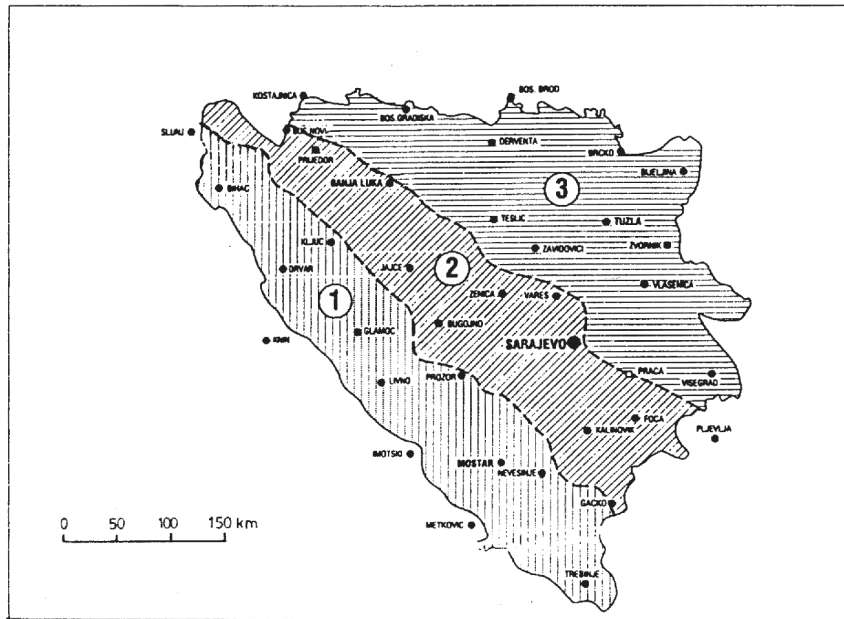 KOSTAJNICA
BOS. BROD
BOS. GRADISKA
SLUNJ
BOS. NOVI
DERVENTA
PRIJEDOR
BRCKO
BIJELJINA
BANJA LUKA
BIHAC
3
TESLIC
TUZLA
KLJUC
ZAVIDOVICI
ZVORNIK
DRVAR
JAJCE
2
VLASENICA
ZENICA
VARES
1
BUGOJNO
GLAMOC
KNIN
SARAJEVO
PROZOR
PRACA
VISEGRAD
LIVNO
FOCA
KALINOVIK
PLJEVLJA
IMOTSKI
MOSTAR
NEVESINJE
GACKO
0 50 100 150 km
METKOVIC
TREBINJE